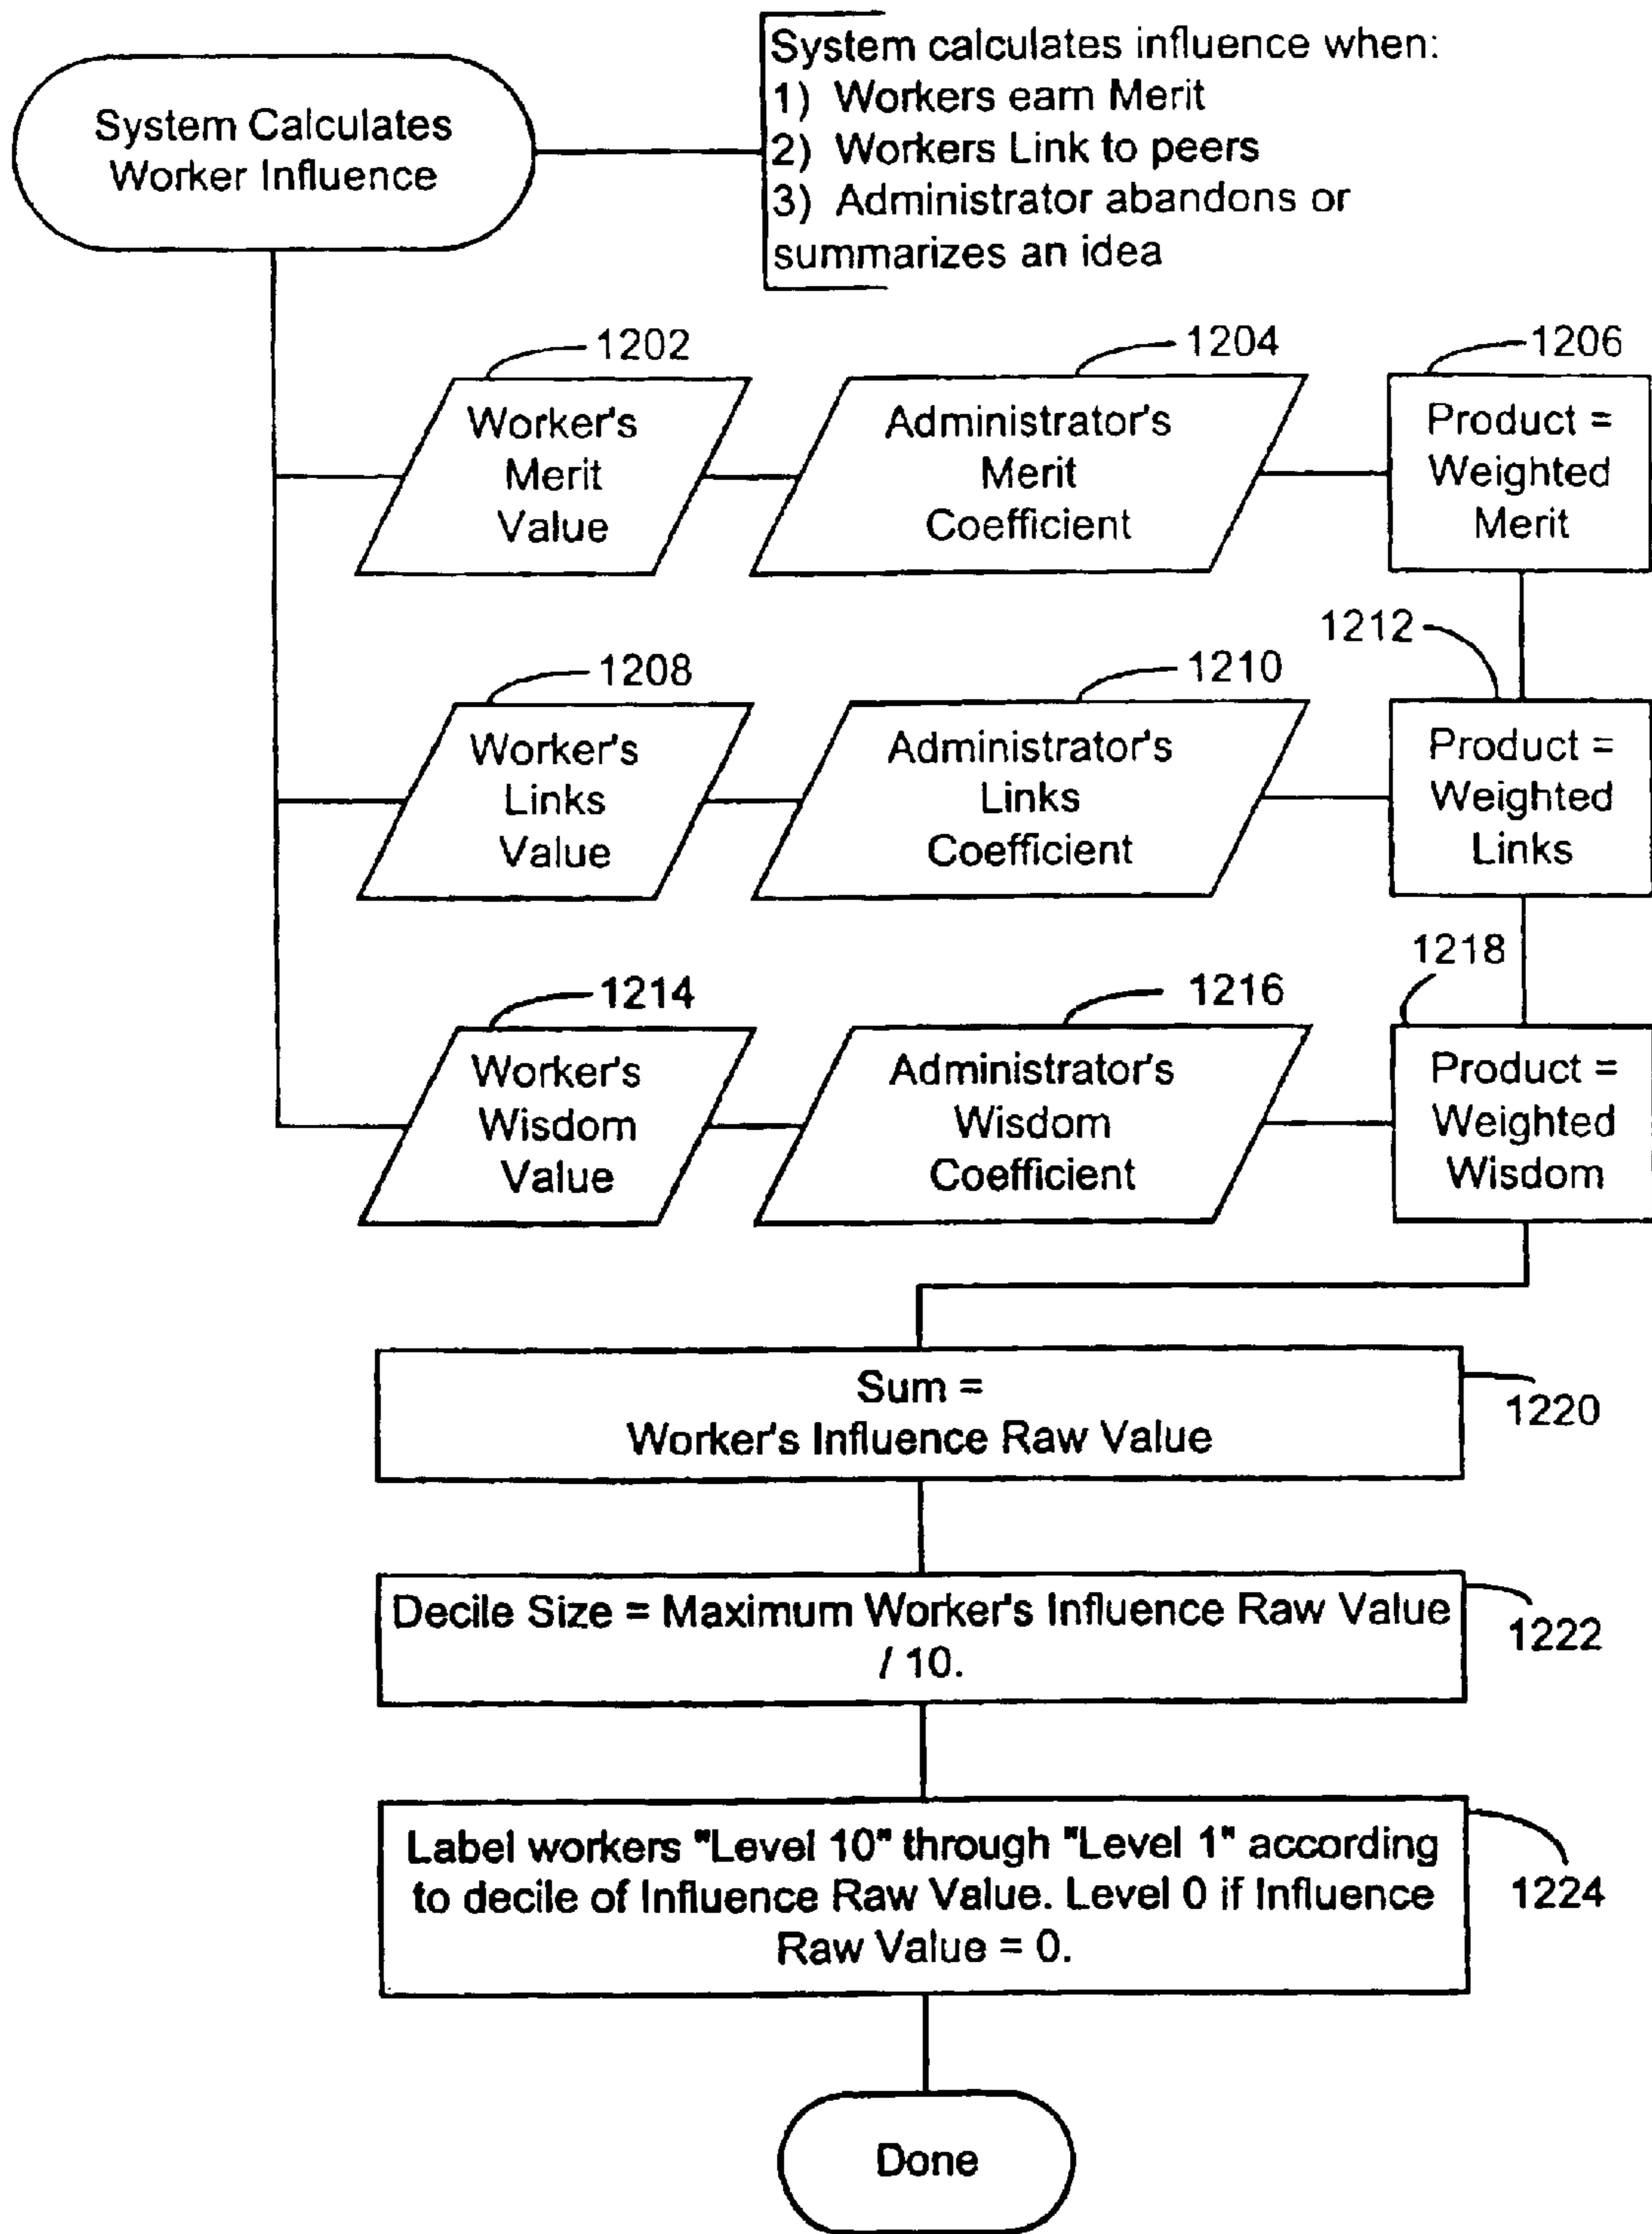 System Calculates
Worker Influence
System calculates influence when:
1) Workers earn Merit
2) Workers Link to peers
3) Administrator abandons or
summarizes an idea
1202
1204
1206
Worker's
Merit
Value
Administrator's
Merit
Coefficient
Product =
Weighted
Merit
1208
1210
1212
Worker's
Links
Value
Administrator's
Links
Coefficient
Product =
Weighted
Links
1214
1216
1218
Worker's
Wisdom
Value
Administrator's
Wisdom
Coefficient
Product =
Weighted
Wisdom
Sum =
Worker's Influence Raw Value
1220
Decile Size = Maximum Worker's Influence Raw Value
/ 10.
1222
Label workers "Level 10" through "Level 1" according
to decile of Influence Raw Value. Level 0 if Influence
Raw Value = 0.
1224
Done